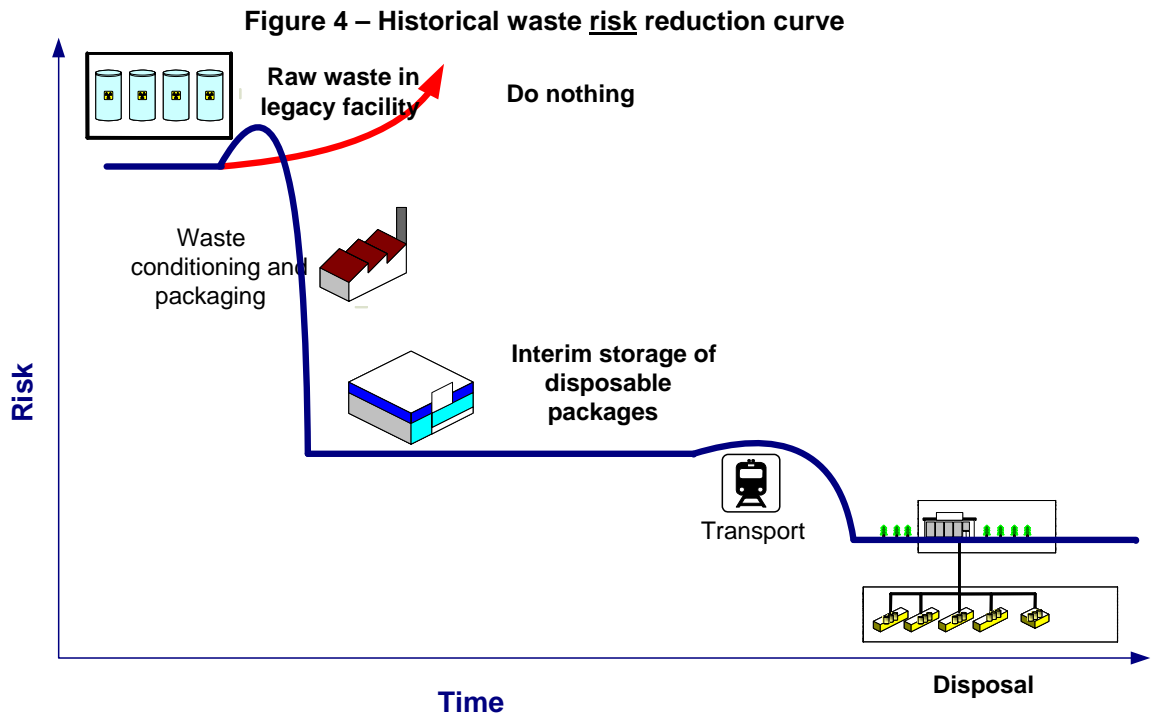 Figure 4 – Historical waste risk reduction curve
Raw waste in
legacy facility
Do nothing
Waste
conditioning and
packaging
Interim storage of
disposable
packages
Risk
Transport
Disposal
Time